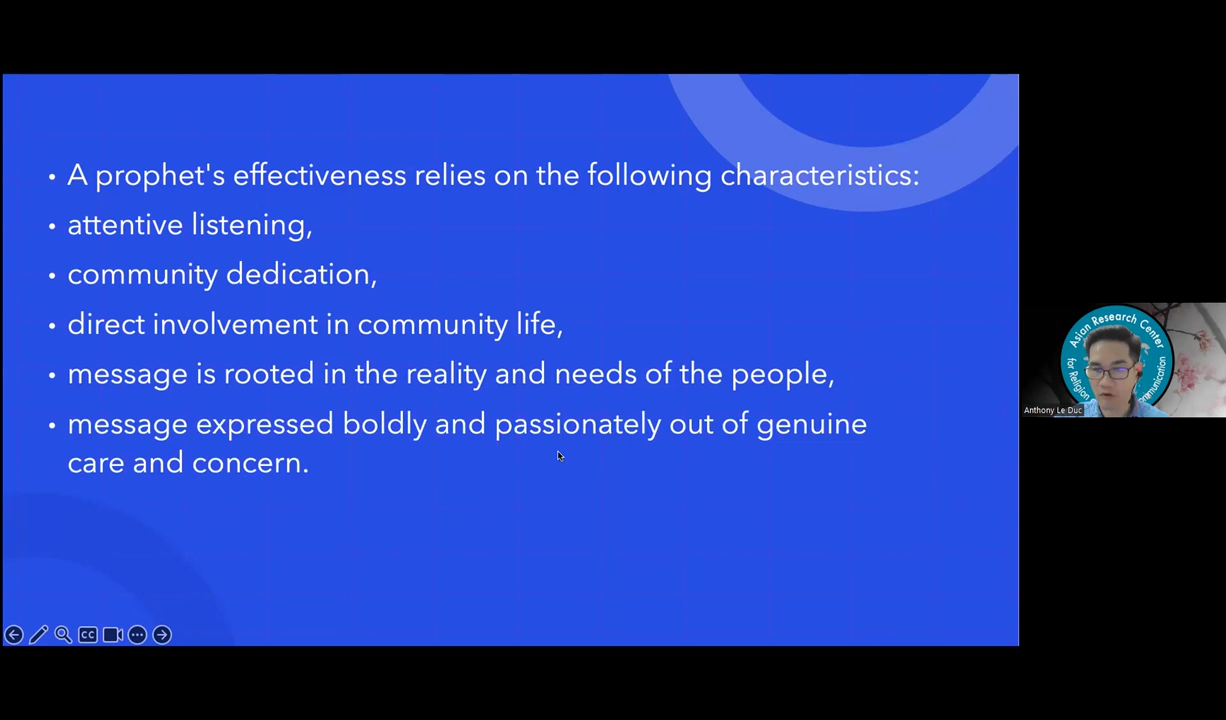 • A prophet's effectiveness relies on the following characteristics:
• attentive listening,
• community dedication,
• direct involvement in community life,
• message is rooted in the reality and needs of the people,
• message expressed boldly and passionately out of genuine
care and concern.
Asian Research Center
for Religion
ommunication
Anthony Le Duc
CC